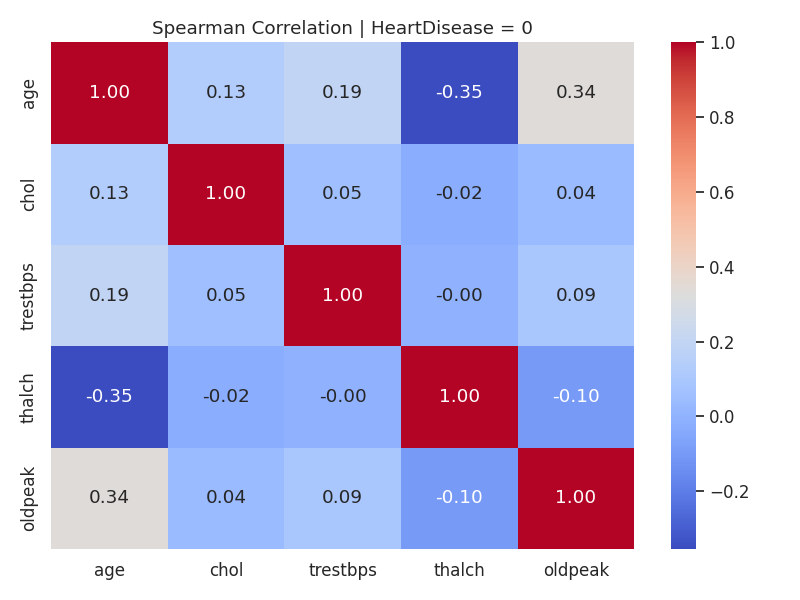 Spearman Correlation | HeartDisease = 0
age 1.00 0.13 0.19 -0.35 0.34
chol 0.13 1.00 0.05 -0.02 0.04
trestbps 0.19 0.05 1.00 -0.00 0.09
thalch -0.35 -0.02 -0.00 1.00 -0.10
oldpeak 0.34 0.04 0.09 -0.10 1.00
age chol trestbps thalch oldpeak
1.0
0.8
0.6
0.4
0.2
0.0
−0.2